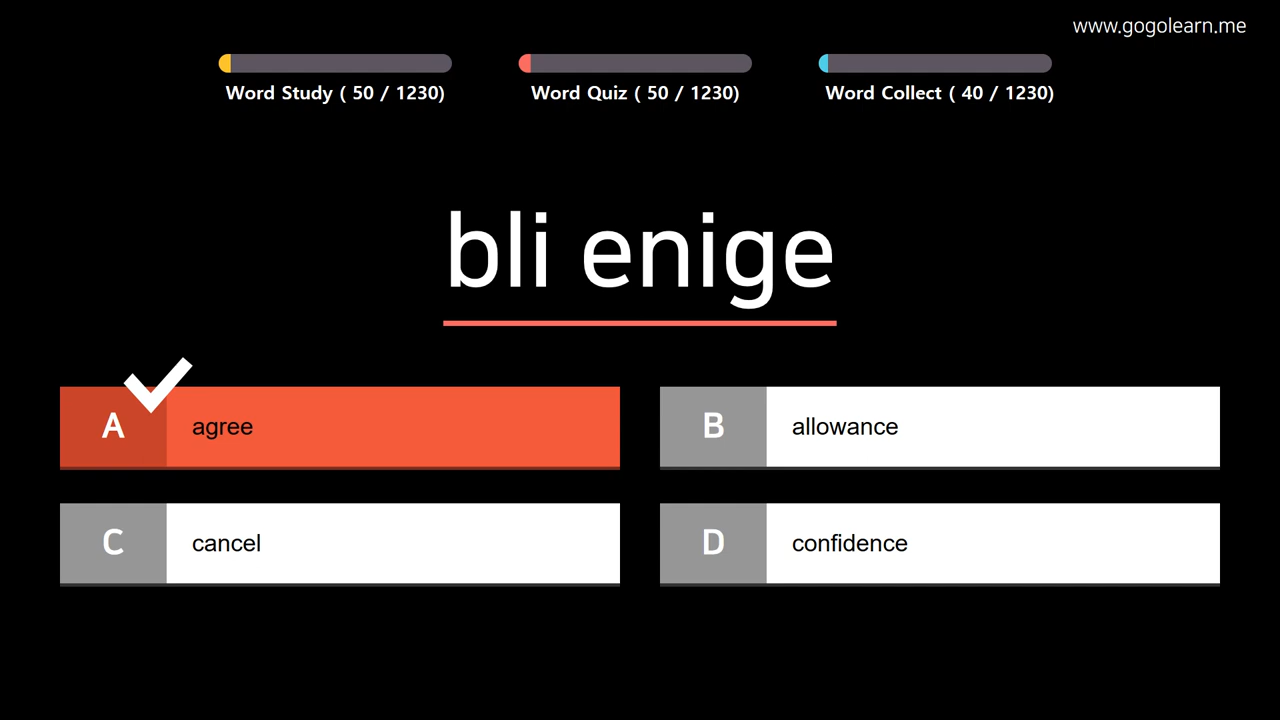 www.gogolearn.me
Word Study ( 50 / 1230)
Word Quiz ( 50 / 1230)
Word Collect ( 40 / 1230)
bli enige
A agree
B allowance
C cancel
D confidence